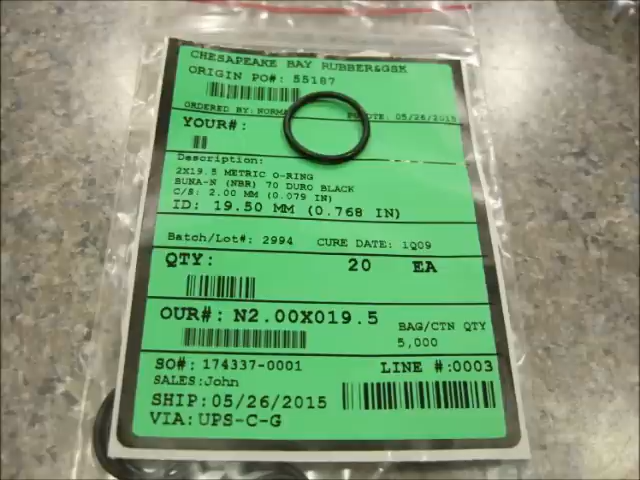 CHESAPEAKE BAY RUBBER&GSK
ORIGIN PO#: 55187
ORDERED BY: NORMA
05/26/2015
YOUR#:
Description:
2X19.5 METRIC O-RING
BUNA-N (NBR) 70 DURO BLACK
C/S: 2.00 MM (0.079 IN)
ID: 19.50 MM (0.768 IN)
Batch/Lot#: 2994 CURE DATE: 1Q09
QTY: 20 EA
OUR#: N2.00X019.5
BAG/CTN QTY
5,000
SO#: 174337-0001 LINE #:0003
SALES:John
SHIP:05/26/2015
VIA:UPS-C-G